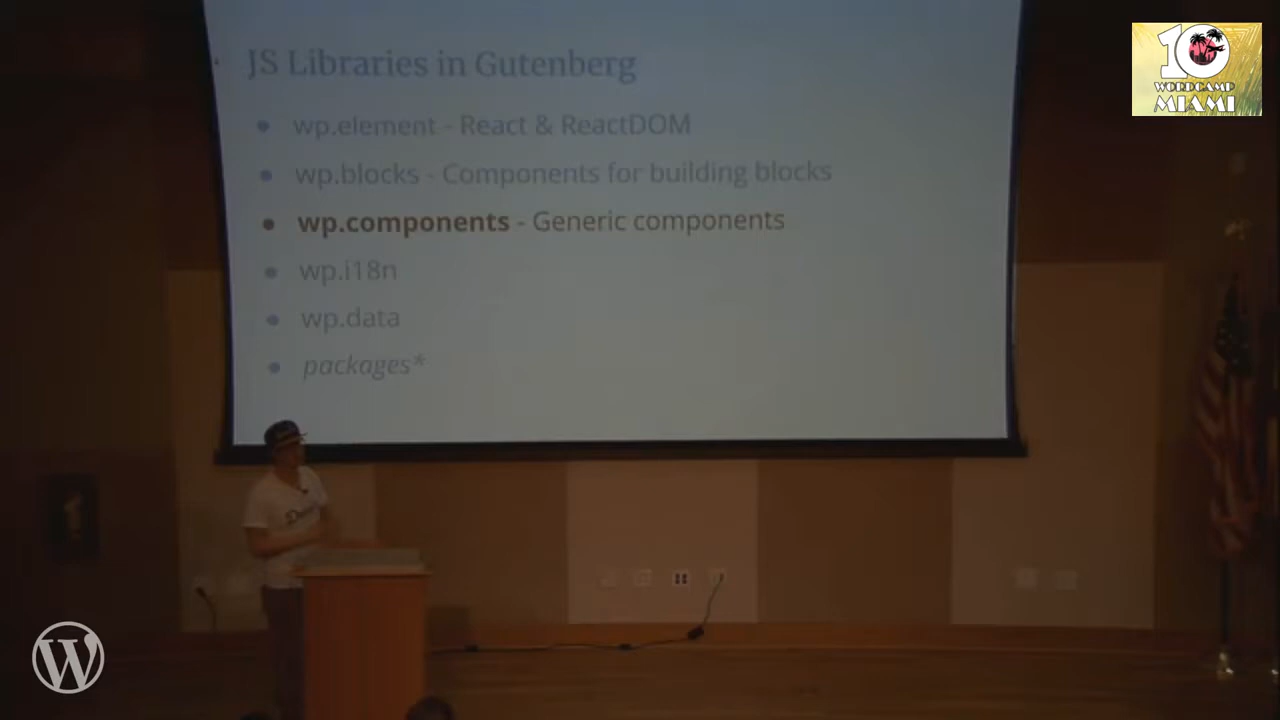 JS Libraries in Gutenberg
wp.element - React & ReactDOM
wp.blocks - Components for building blocks
wp.components - Generic components
wp.i18n
wp.data
packages*
10
WORDCAMP
MIAMI
W